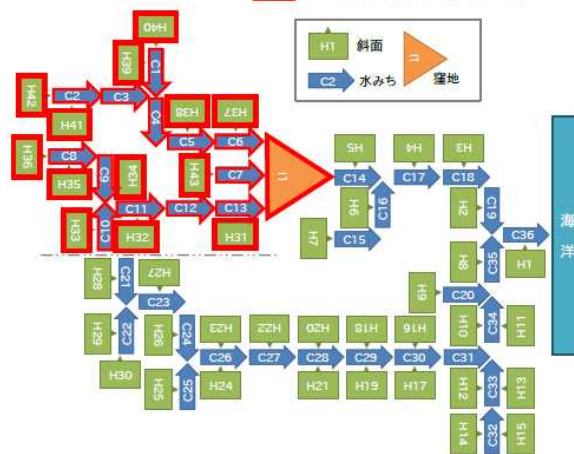 H40
H39
C1
H1
斜面
C2
水みち
I1
窪地
H42
C2
C3
H41
C4
H38
H37
H36
C8
C5
C6
H5
H4
H3
H35
C9
H34
H43
C7
I1
C14
C17
C18
H33
C10
C11
C12
C13
H6
C16
H2
C19
H32
H31
H7
C15
C36
海洋
H28
C21
H27
H8
C35
H1
C23
H9
C20
H29
C22
H26
C24
H23
H22
H20
H18
H16
H10
C34
H11
H30
C26
C27
C28
C29
C30
C31
H25
C25
H24
H21
H19
H17
H12
C33
H13
H14
C32
H15